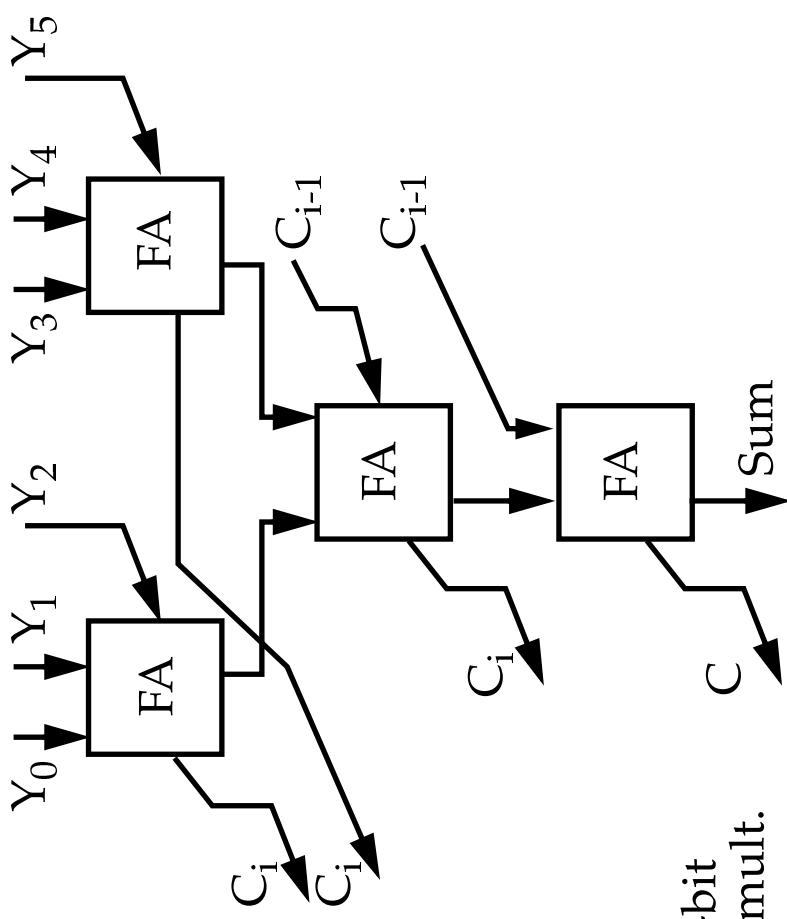 Y0 Y1 Y2 Y3 Y4 Y5
FA FA
Ci-1
Ci-1
Ci
Ci
FA
Ci
FA
C
Sum
bit
mult.